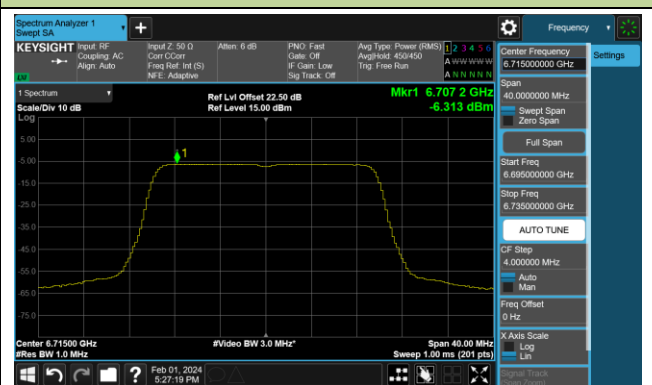 Spectrum Analyzer 1
Swept SA
Frequency
KEYSIGHT
Input: RF
Coupling: AC
Align: Auto
Input Z: 50 Ω
Corr CCorr
Freq Ref: Int (S)
NFE: Adaptive
Atten: 6 dB
PNO: Fast
Gate: Off
IF Gain: Low
Sig Track: Off
Avg Type: Power (RMS)
Avg|Hold: 450/450
Trig: Free Run
1 2 3 4 5 6
A W W W W W
A N N N N N
LXI
1 Spectrum
Scale/Div 10 dB
Ref Lvl Offset 22.50 dB
Ref Level 15.00 dBm
Mkr1 6.707 2 GHz
-6.313 dBm
Log
1
5.00
-5.00
-15.0
-25.0
-35.0
-45.0
-55.0
-65.0
-75.0
Center 6.71500 GHz
#Res BW 1.0 MHz
#Video BW 3.0 MHz*
Span 40.00 MHz
Sweep 1.00 ms (201 pts)
Feb 01, 2024
5:27:19 PM
Settings
Center Frequency
6.715000000 GHz
Span
40.0000000 MHz
Swept Span
Zero Span
Full Span
Start Freq
6.695000000 GHz
Stop Freq
6.735000000 GHz
AUTO TUNE
CF Step
4.000000 MHz
Auto
Man
Freq Offset
0 Hz
X Axis Scale
Log
Lin
Signal Track
(Span Zoom)